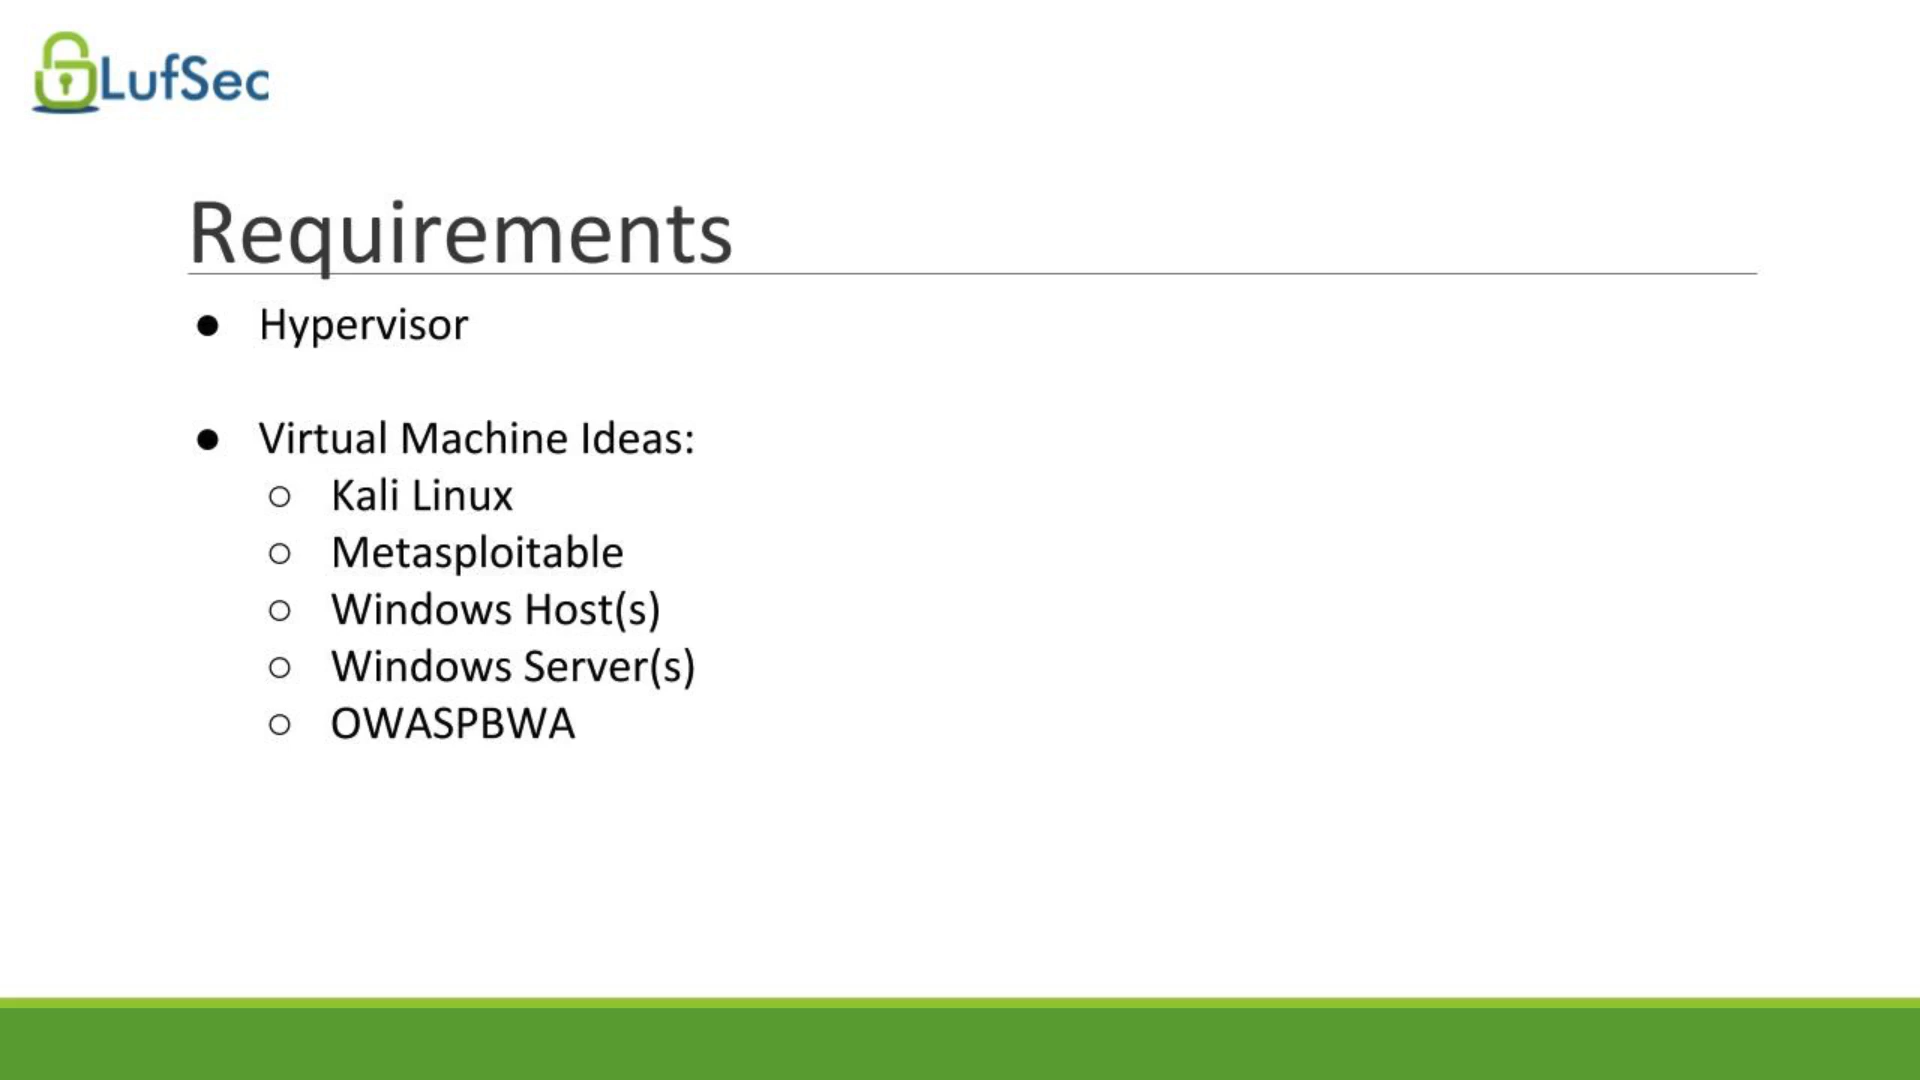 LufSec
Requirements
● Hypervisor
● Virtual Machine Ideas:
○ Kali Linux
○ Metasploitable
○ Windows Host(s)
○ Windows Server(s)
○ OWASPBWA